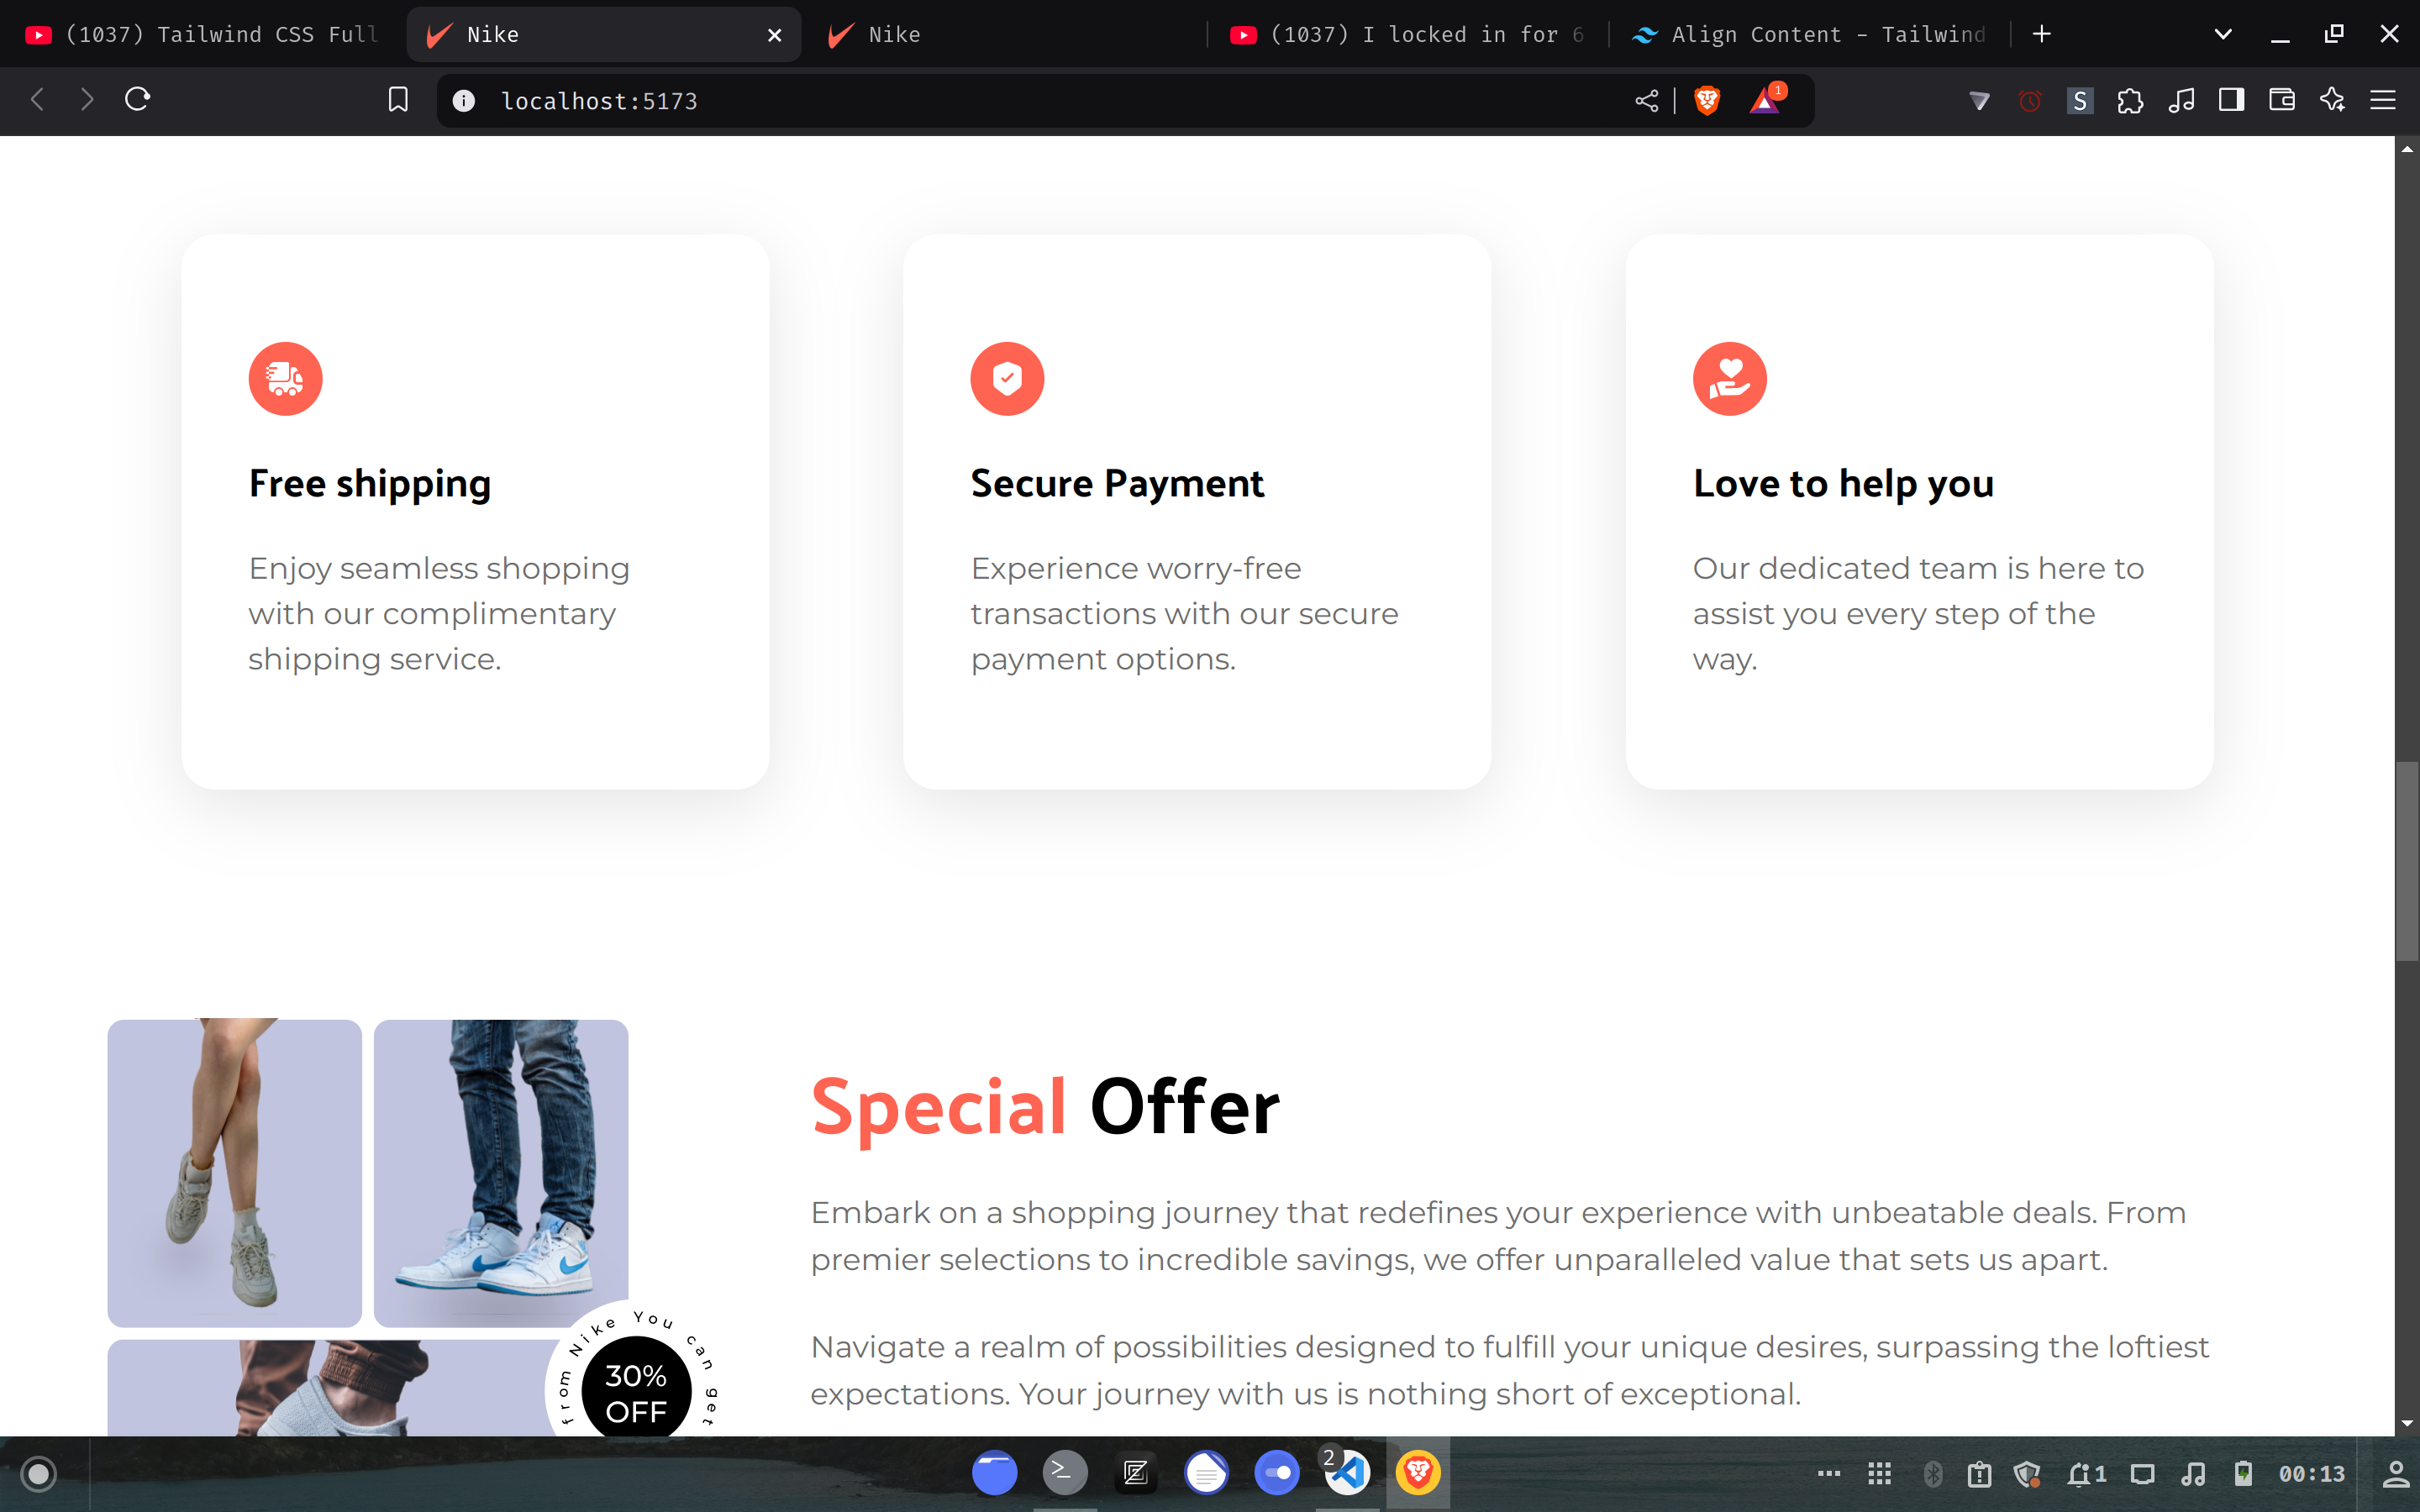 (1037) Tailwind CSS Full
Nike
Nike
(1037) I locked in for 6
Align Content - Tailwind
localhost:5173
1
S
Free shipping
Enjoy seamless shopping
with our complimentary
shipping service.
Secure Payment
Experience worry-free
transactions with our secure
payment options.
Love to help you
Our dedicated team is here to
assist you every step of the
way.
Special Offer
Embark on a shopping journey that redefines your experience with unbeatable deals. From
premier selections to incredible savings, we offer unparalleled value that sets us apart.
Navigate a realm of possibilities designed to fulfill your unique desires, surpassing the loftiest
expectations. Your journey with us is nothing short of exceptional.
from Nike You can get
30%
OFF
2
1
00:13